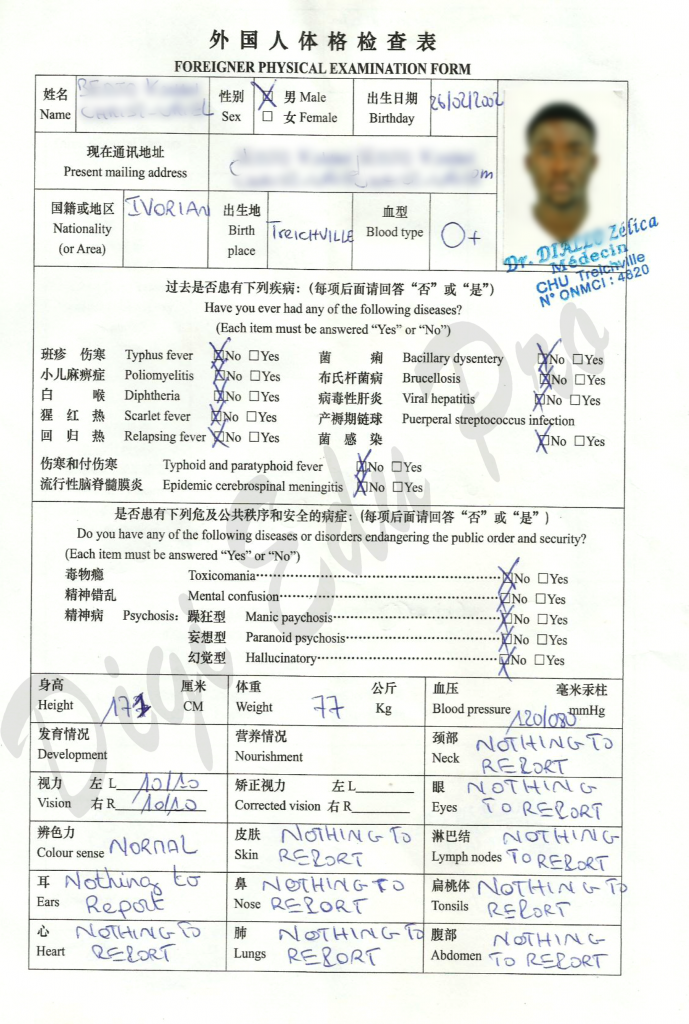 外国人体格检查表
FOREIGNER PHYSICAL EXAMINATION FORM
姓名 Name
性别 Sex 男 Male 女 Female
出生日期 Birthday 26/02/2002
现在通讯地址
Present mailing address
国籍或地区 Nationality (or Area) IVORIAN
出生地 Birth place TREICHVILLE
血型 Blood type O+
Dr. DIALLO Zélica
Médecin
CHU Treichville
N° ONMCI : 4820
过去是否患有下列疾病：(每项后面请回答“否”或“是”)
Have you ever had any of the following diseases?
(Each item must be answered “Yes” or “No”)
班疹 伤寒 Typhus fever ☒No ☐Yes 菌 痢 Bacillary dysentery ☒No ☐Yes
小儿麻痹症 Poliomyelitis ☒No ☐Yes 布氏杆菌病 Brucellosis ☒No ☐Yes
白 喉 Diphtheria ☒No ☐Yes 病毒性肝炎 Viral hepatitis ☒No ☐Yes
猩 红 热 Scarlet fever ☒No ☐Yes 产褥期链球 Puerperal streptococcus infection
回 归 热 Relapsing fever ☒No ☐Yes 菌 感 染 ☒No ☐Yes
伤寒和付伤寒 Typhoid and paratyphoid fever ☒No ☐Yes
流行性脑脊髓膜炎 Epidemic cerebrospinal meningitis ☒No ☐Yes
是否患有下列危及公共秩序和安全的病症：(每项后面请回答“否”或“是”)
Do you have any of the following diseases or disorders endangering the public order and security?
(Each item must be answered “Yes” or “No”)
毒物瘾 Toxicomania ☒No ☐Yes
精神错乱 Mental confusion ☒No ☐Yes
精神病 Psychosis: 躁狂型 Manic paychosis ☒No ☐Yes
妄想型 Paranoid psychosis ☒No ☐Yes
幻觉型 Hallucinatory ☒No ☐Yes
身高 厘米 Height CM
体重 公斤 Weight 77 Kg
血压 毫米汞柱 Blood pressure 120/080 mmHg
发育情况 Development
营养情况 Nourishment
颈部 Neck NOTHING TO REPORT
视力 左 L 10/10
Vision 右 R 10/10
矫正视力 左 L
Corrected vision 右 R
眼 Eyes NOTHING TO REPORT
辨色力 Colour sense NORMAL
皮肤 Skin NOTHING TO REPORT
淋巴结 Lymph nodes NOTHING TO REPORT
耳 Ears Nothing to Report
鼻 Nose NOTHING TO REPORT
扁桃体 Tonsils NOTHING TO REPORT
心 Heart NOTHING TO REPORT
肺 Lungs NOTHING TO REPORT
腹部 Abdomen NOTHING TO REPORT
Digi Edu Pro